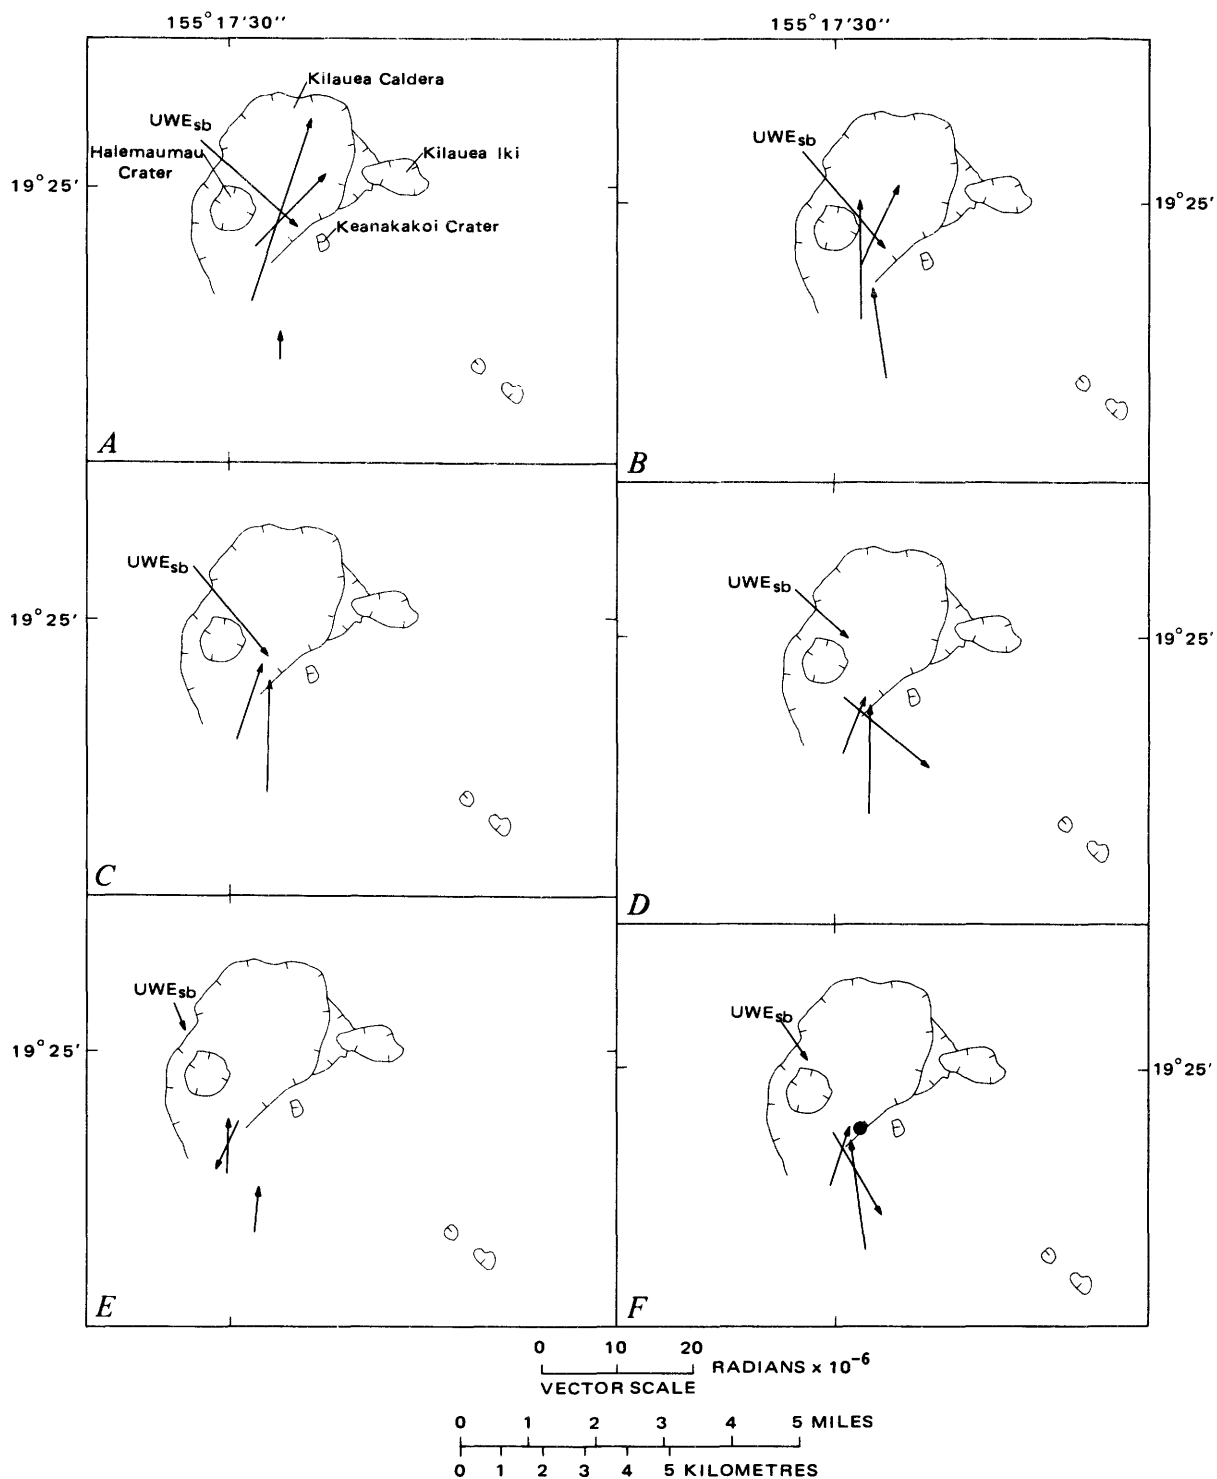 155°17'30"
155°17'30"
Kilauea Caldera
UWEsb
Halemaumau
Crater
Kilauea Iki
Keanakakoi Crater
19°25'
A
UWEsb
19°25'
B
UWEsb
19°25'
C
UWEsb
19°25'
D
UWEsb
19°25'
E
UWEsb
19°25'
F
0 10 20 RADIANS x 10-6
VECTOR SCALE
0 1 2 3 4 5 MILES
0 1 2 3 4 5 KILOMETRES